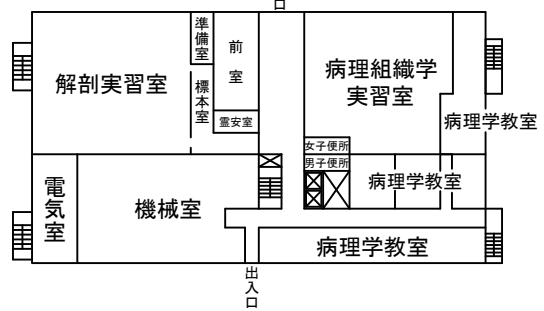 口
準備室
前室
解剖実習室
標本室
霊安室
病理組織学
実習室
病理学教室
女子便所
男子便所
病理学教室
電気室
機械室
病理学教室
出入口